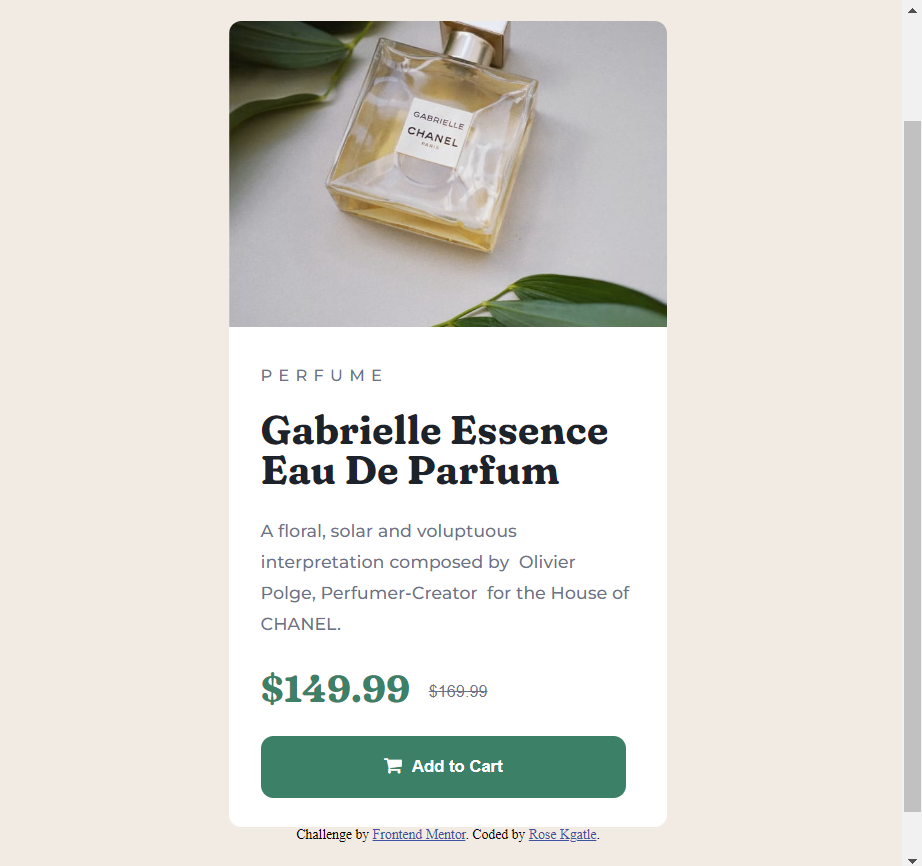 GABRIELLE
CHANEL
PARIS
PERFUME
Gabrielle Essence
Eau De Parfum
A floral, solar and voluptuous
interpretation composed by  Olivier
Polge, Perfumer-Creator  for the House of
CHANEL.
$149.99 $169.99
Add to Cart
Challenge by Frontend Mentor. Coded by Rose Kgatle.